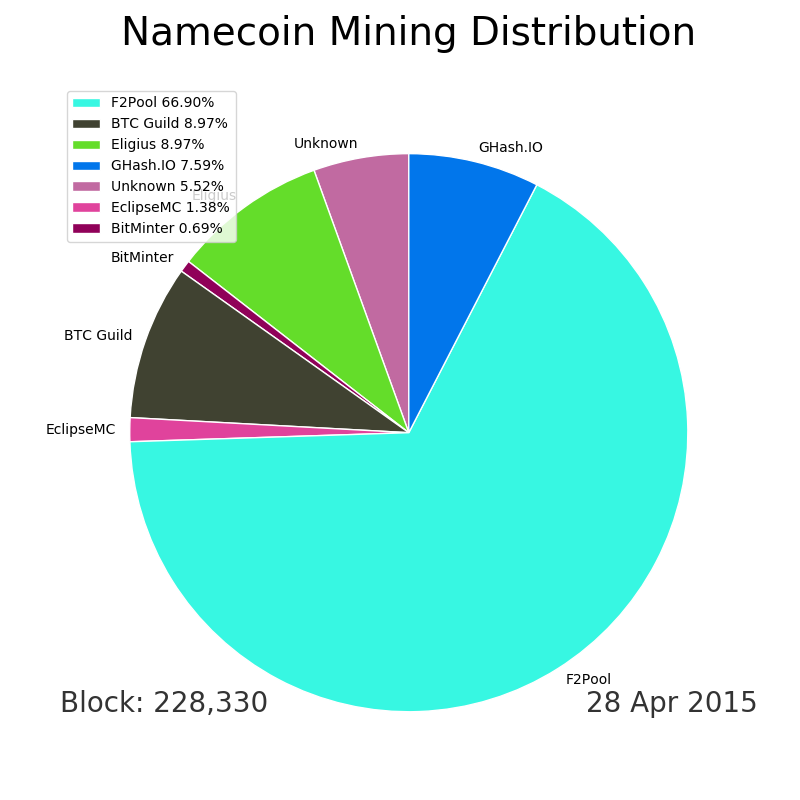 Namecoin Mining Distribution
F2Pool 66.90%
BTC Guild 8.97%
Eligius 8.97%
GHash.IO 7.59%
Unknown 5.52%
EclipseMC 1.38%
BitMinter 0.69%
Unknown
GHash.IO
Eligius
BitMinter
BTC Guild
EclipseMC
F2Pool
Block: 228,330
28 Apr 2015